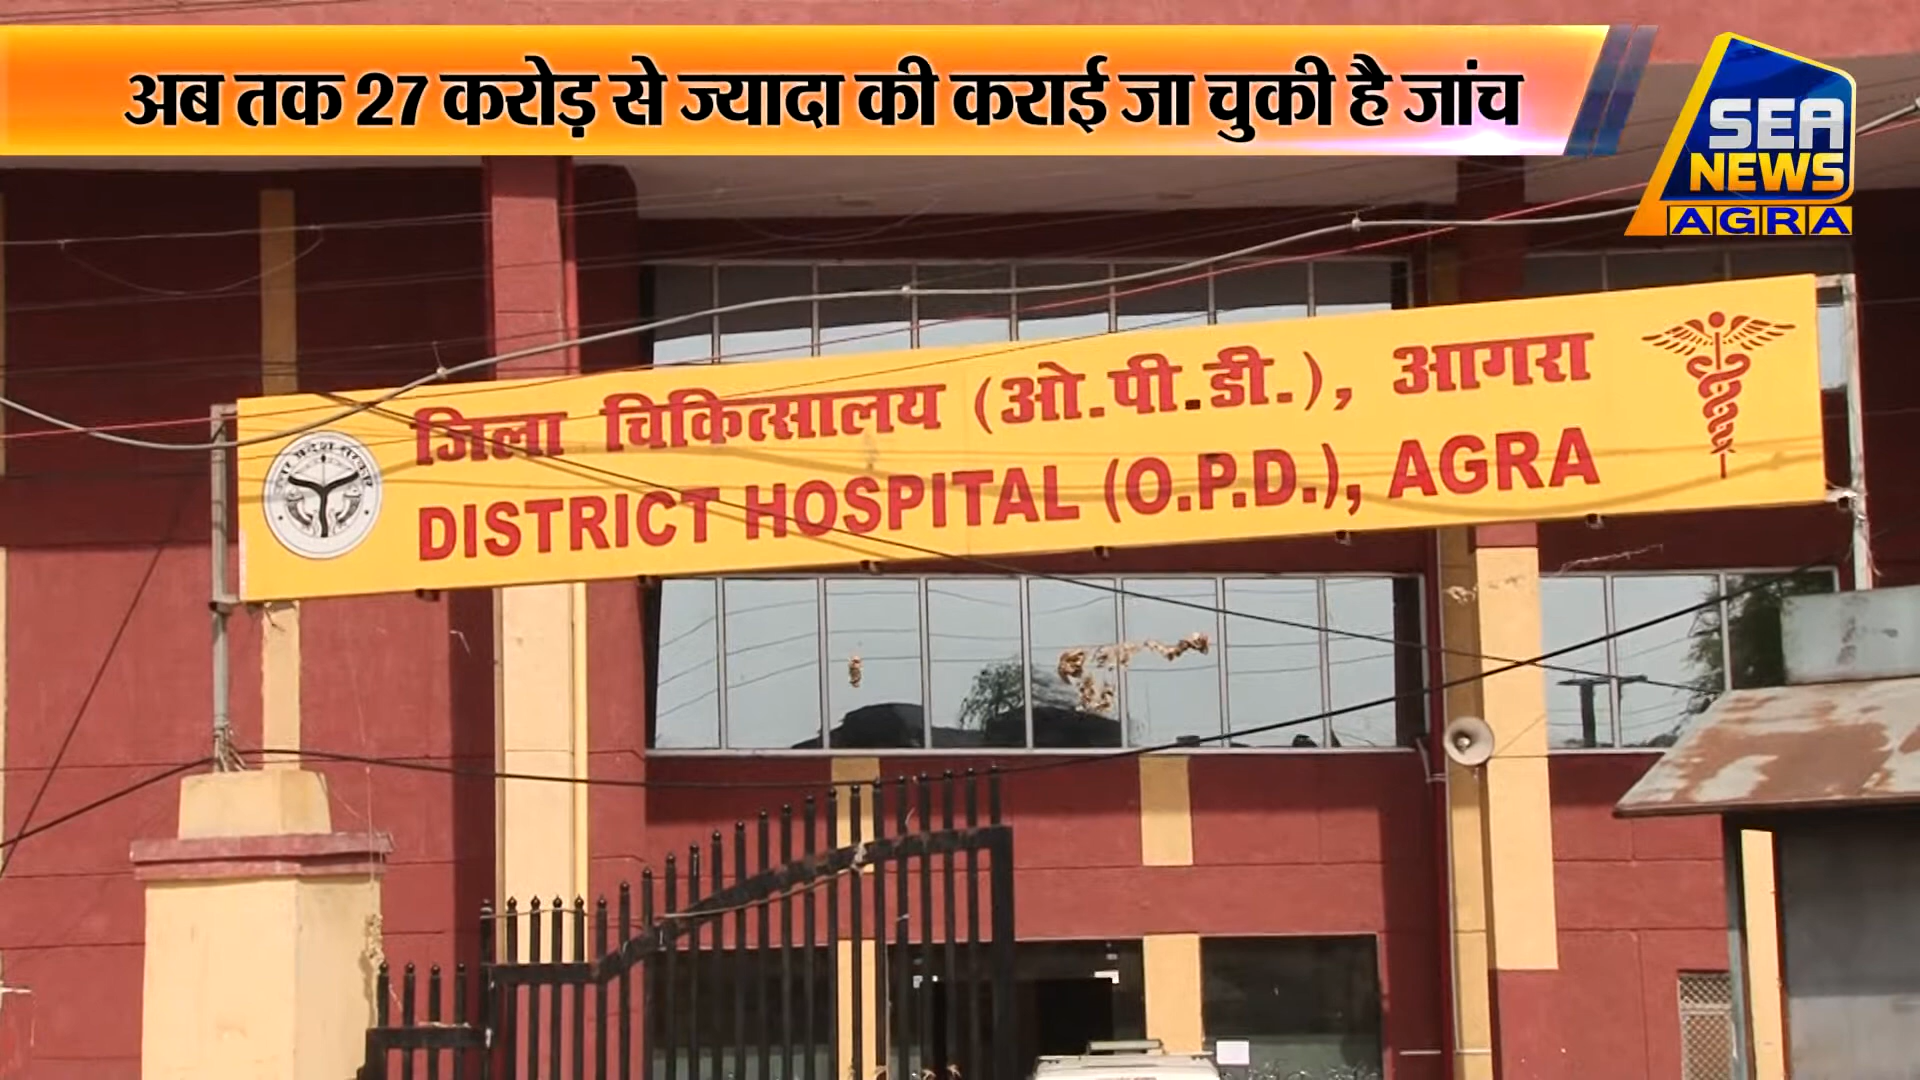 अब तक 27 करोड़ से ज्यादा की कराई जा चुकी है जांच
SEA
NEWS
AGRA
जिला चिकित्सालय (ओ.पी.डी.), आगरा
DISTRICT HOSPITAL (O.P.D.), AGRA